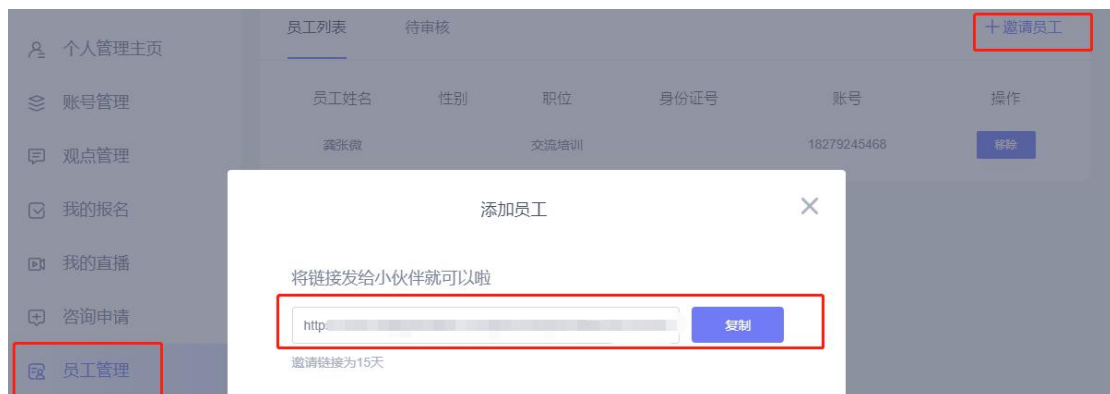 员工列表 待审核 +邀请员工
个人管理主页
账号管理
员工姓名 性别 职位 身份证号 账号 操作
观点管理
龚张微 交流培训 18279245468 移除
我的报名
添加员工
我的直播
将链接发给小伙伴就可以啦
咨询申请
http: 复制
邀请链接为15天
员工管理